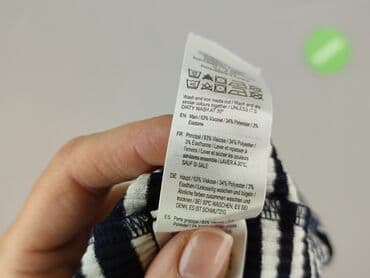 Wash and iron inside out / Wash and dry
similar colours together / UNLESS IT'S
DIRTY WASH AT 30°
EN Main / 63% Viscose / 34% Polyester / 3%
Elastane
FR Principal / 63% Viscose / 34% Polyester /
3% Élasthanne / Laver et repasser à
l'envers / Laver et sécher les couleurs
similaires ensemble / LAVER À 30°C,
SAUF SI SALE
DE Haupt / 63% Viskose / 34% Polyester / 3%
Elasthan / Linksseitig waschen und bügeln /
Ähnliche farben zusammen waschen und
trocknen / BEI 30°C WASCHEN, ES SEI
DENN, ES IST SCHMUTZIG
ES Parte principal / 63%